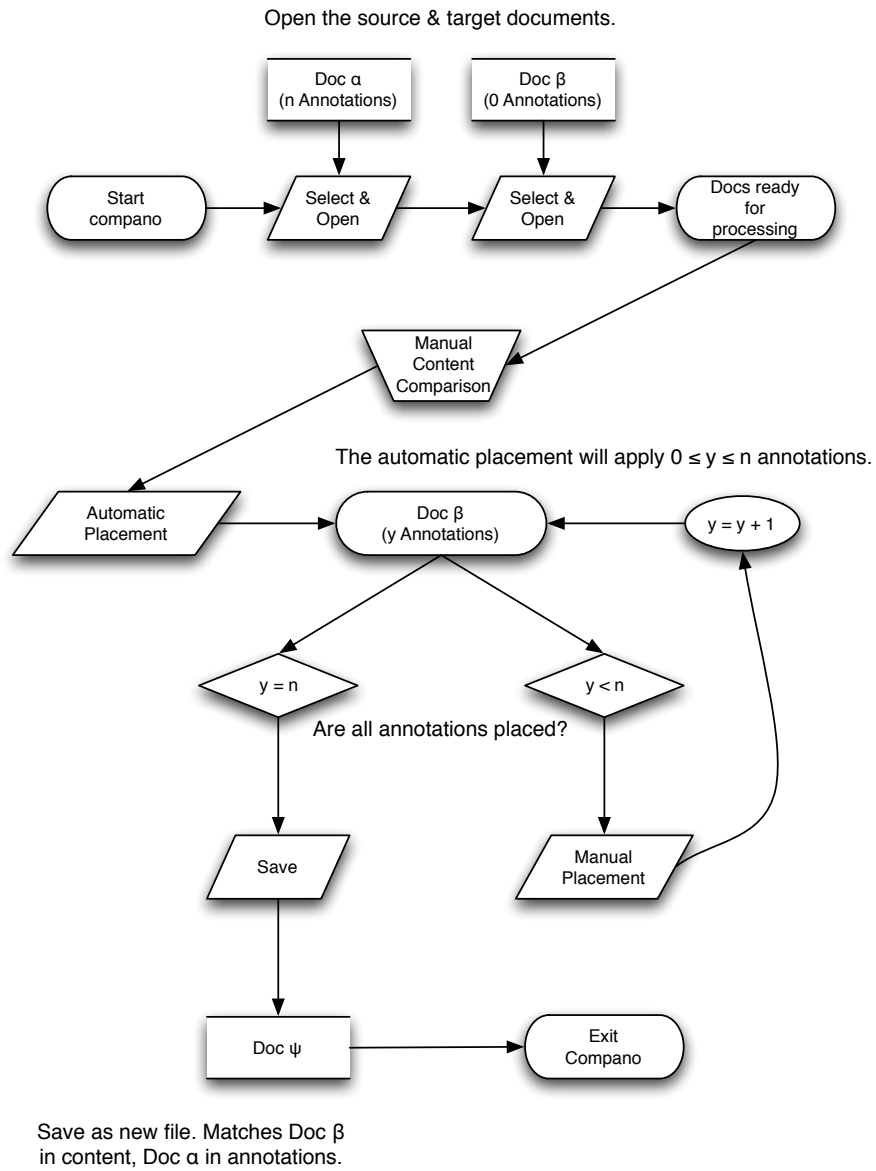 Open the source & target documents.
Doc α
(n Annotations)
Doc β
(0 Annotations)
Start
compano
Select &
Open
Select &
Open
Docs ready
for
processing
Manual
Content
Comparison
The automatic placement will apply 0 ≤ y ≤ n annotations.
Automatic
Placement
Doc β
(y Annotations)
y = y + 1
y = n
y < n
Are all annotations placed?
Save
Manual
Placement
Doc ψ
Exit
Compano
Save as new file. Matches Doc β
in content, Doc α in annotations.